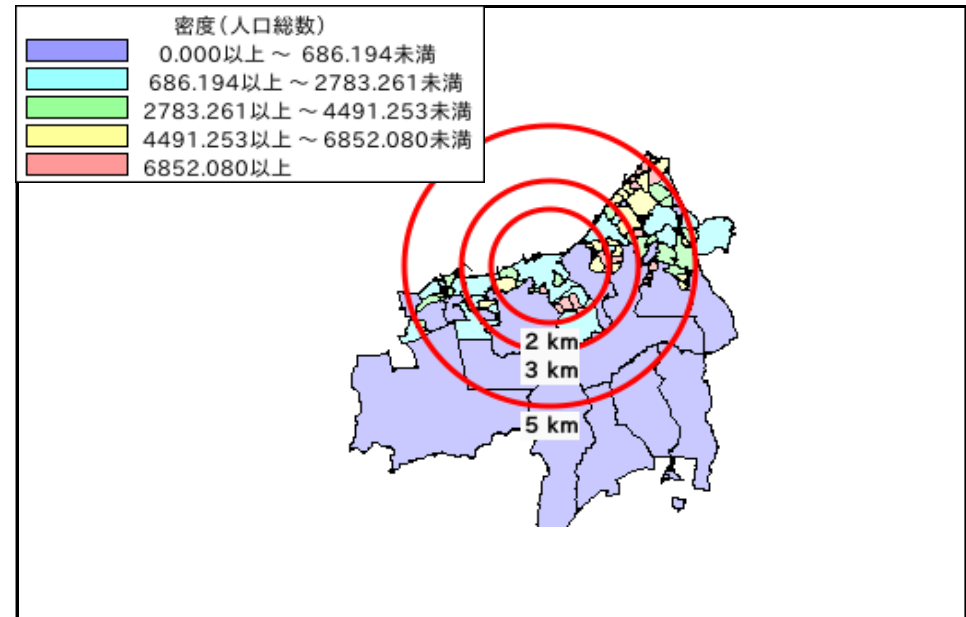 密度(人口総数)
0.000以上 ～ 686.194未満
686.194以上 ～ 2783.261未満
2783.261以上 ～ 4491.253未満
4491.253以上 ～ 6852.080未満
6852.080以上
2 km
3 km
5 km